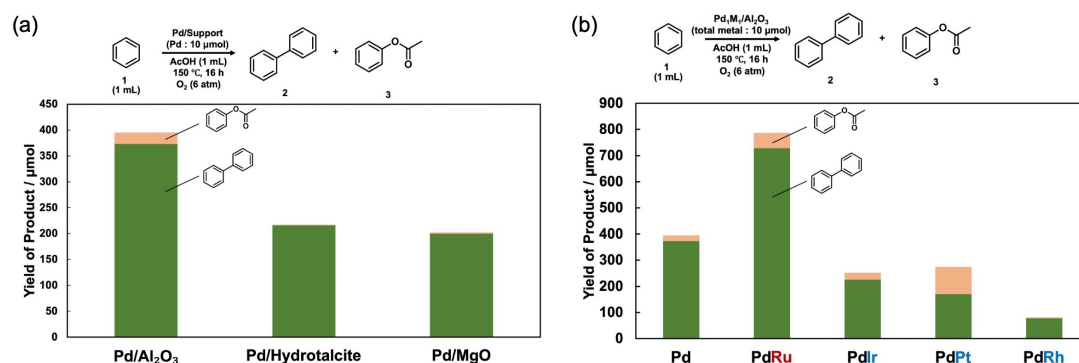 (a)
Pd/Support
(Pd : 10 μmol)
AcOH (1 mL)
150 ℃, 16 h
O₂ (6 atm)
1
(1 mL)
+
O
O
2
3
Yield of Product / μmol
450
400
350
300
250
200
150
100
50
0
O
O
Pd/Al₂O₃ Pd/Hydrotalcite Pd/MgO
(b)
Pd₁M₁/Al₂O₃
(total metal : 10 μmol)
AcOH (1 mL)
150 ℃, 16 h
O₂ (6 atm)
1
(1 mL)
+
O
O
2
3
Yield of Product / μmol
900
800
700
600
500
400
300
200
100
0
O
O
Pd PdRu PdIr PdPt PdRh